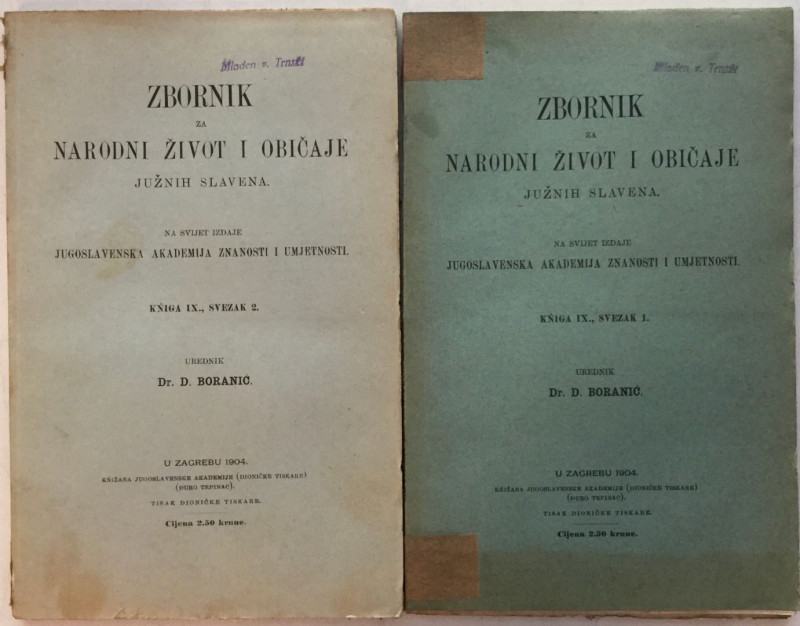 Mladen v. Trnski
ZBORNIK
ZA
NARODNI ŽIVOT I OBIČAJE
JUŽNIH SLAVENA.
NA SVIJET IZDAJE
JUGOSLAVENSKA AKADEMIJA ZNANOSTI I UMJETNOSTI.
KŃIGA IX., SVEZAK 2.
UREDNIK
Dr. D. BORANIĆ.
U ZAGREBU 1904.
KŃIŽARA JUGOSLAVENSKE AKADEMIJE (DIONIČKE TISKARE)
(ĐURO TRPINAC).
TISAK DIONIČKE TISKARE.
Cijena 2.50 krune.
Mladen v. Trnski
ZBORNIK
ZA
NARODNI ŽIVOT I OBIČAJE
JUŽNIH SLAVENA.
NA SVIJET IZDAJE
JUGOSLAVENSKA AKADEMIJA ZNANOSTI I UMJETNOSTI.
KŃIGA IX., SVEZAK 1.
UREDNIK
Dr. D. BORANIĆ.
U ZAGREBU 1904.
KŃIŽARA JUGOSLAVENSKE AKADEMIJE (DIONIČKE TISKARE)
(ĐURO TRPINAC).
TISAK DIONIČKE TISKARE.
Cijena 2.50 krune.